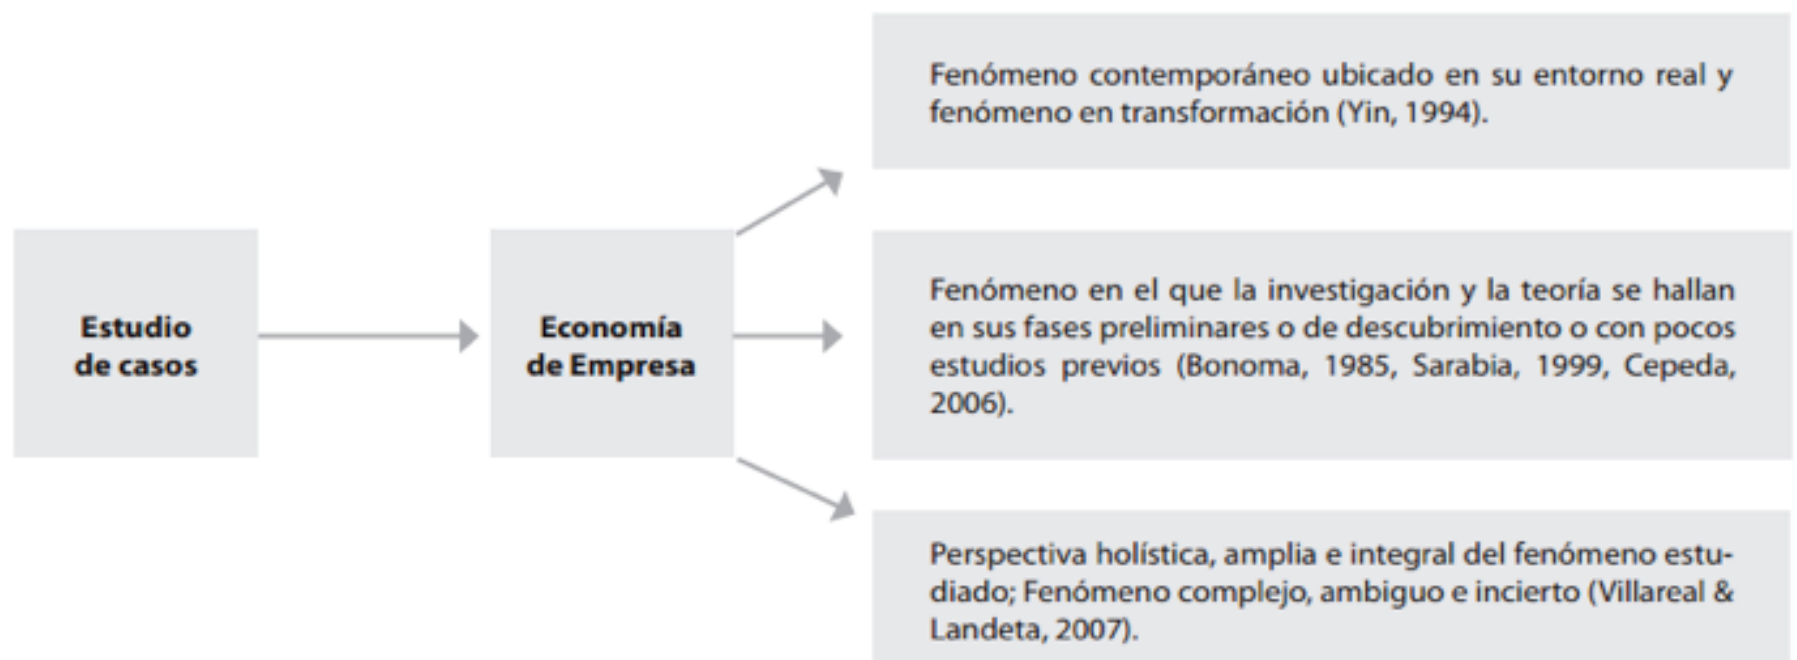 Fenómeno contemporáneo ubicado en su entorno real y
fenómeno en transformación (Yin, 1994).
Estudio
de casos
Economía
de Empresa
Fenómeno en el que la investigación y la teoría se hallan
en sus fases preliminares o de descubrimiento o con pocos
estudios previos (Bonoma, 1985, Sarabia, 1999, Cepeda,
2006).
Perspectiva holística, amplia e integral del fenómeno estu-
diado; Fenómeno complejo, ambiguo e incierto (Villareal &
Landeta, 2007).